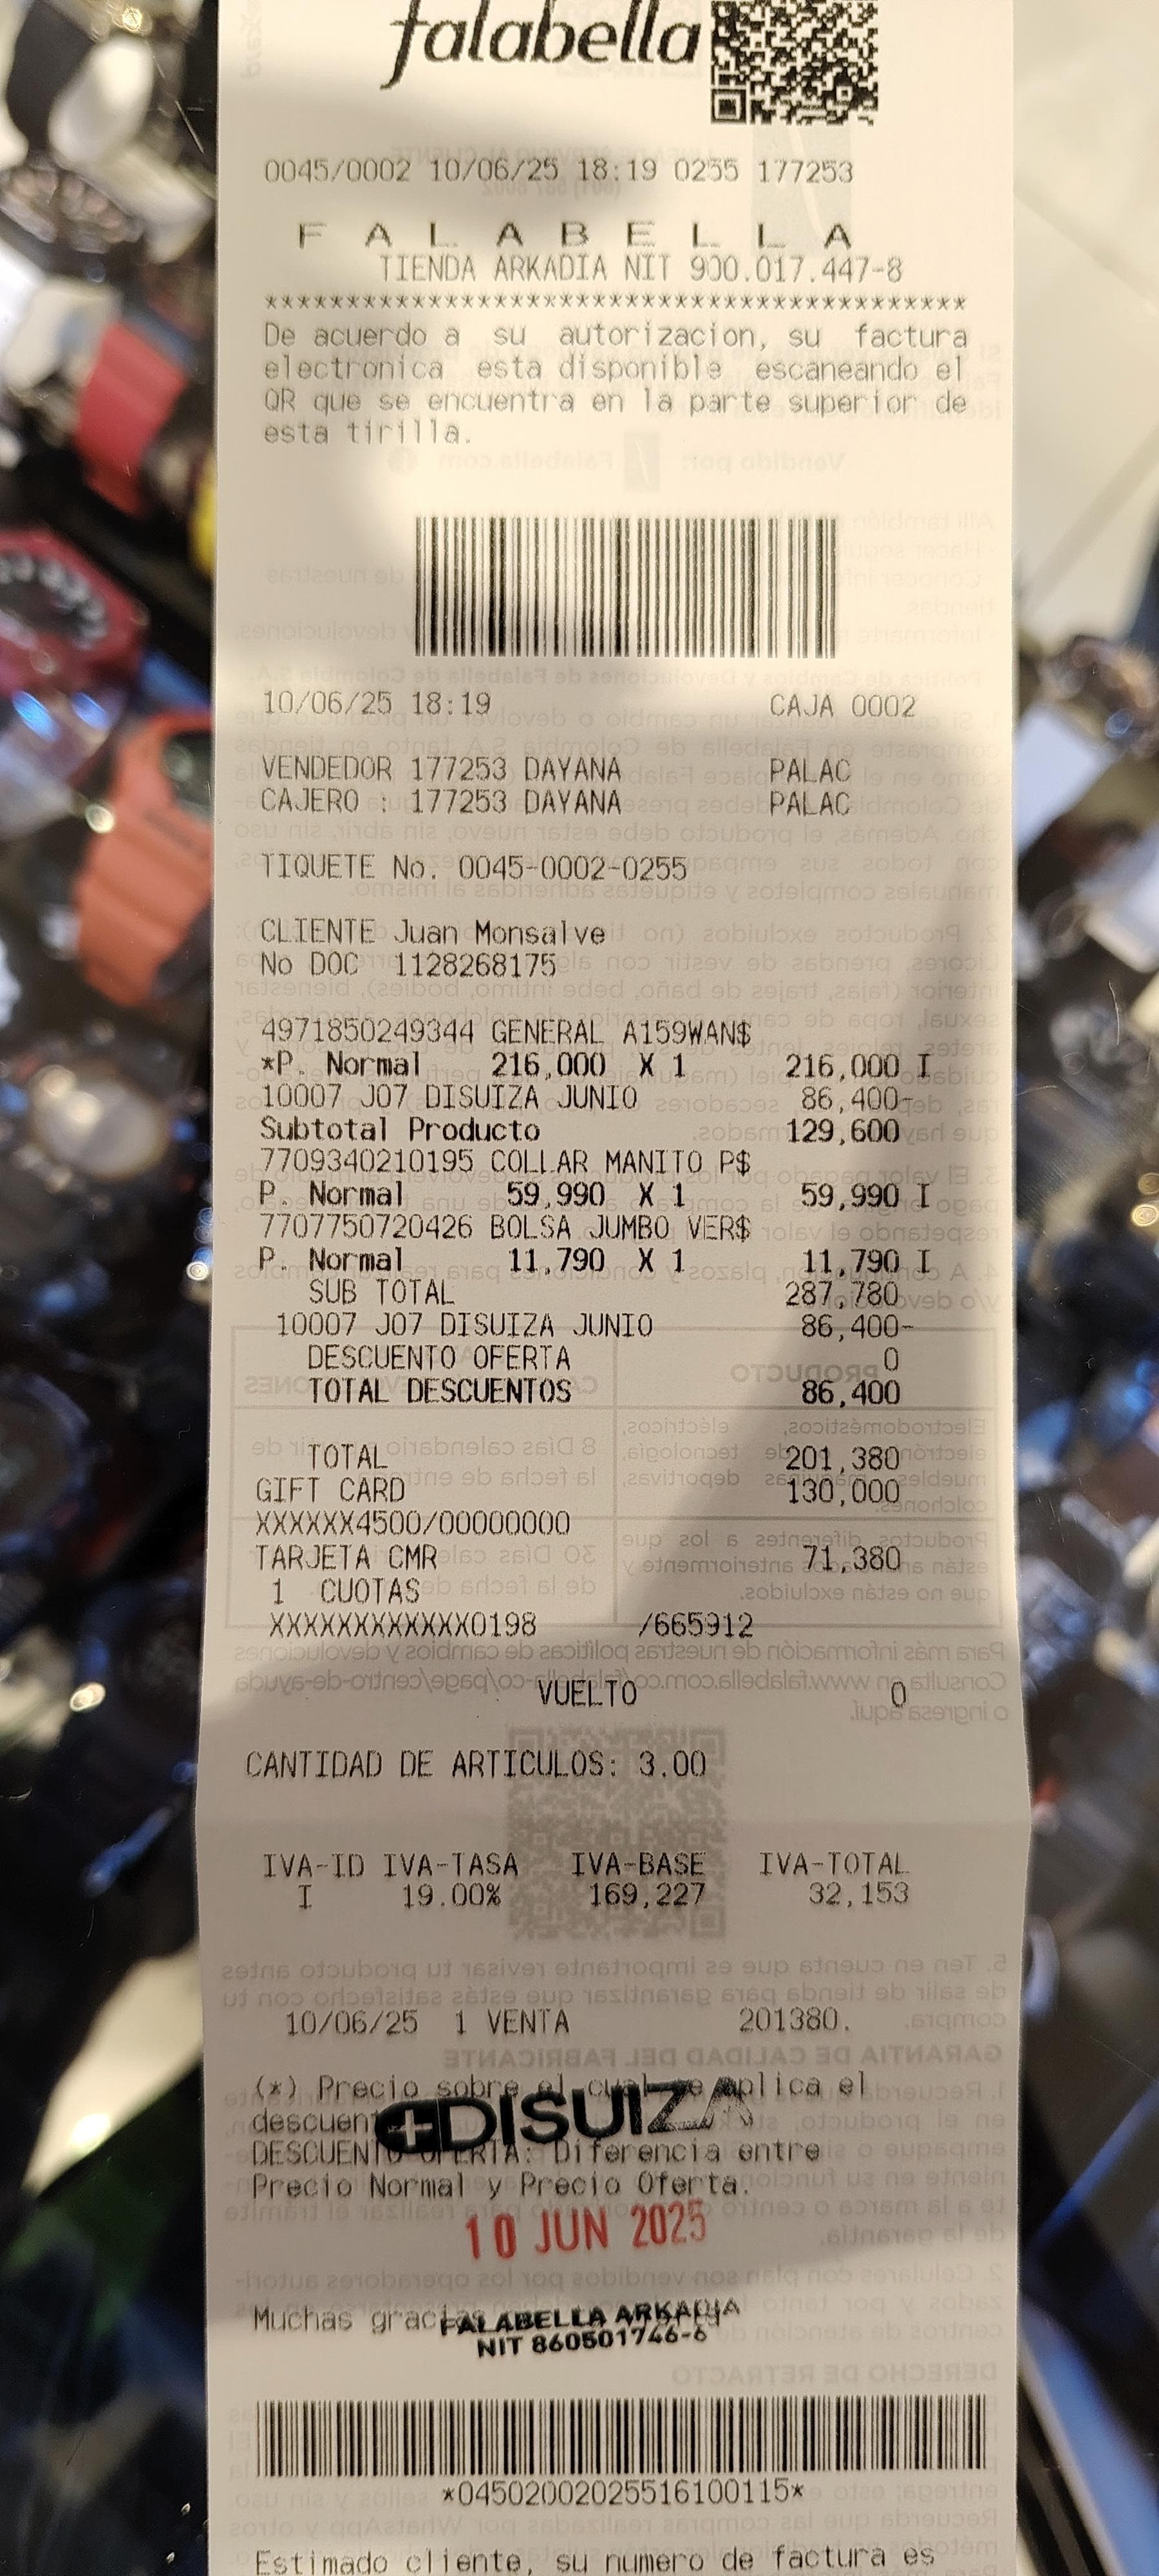 falabella
0045/0002 10/06/25 18:19 0255 177253
F A L A B E L L A
TIENDA ARKADIA NIT 900.017.447-8
*******************************************
De acuerdo a su autorizacion, su factura
electronica esta disponible escaneando el
QR que se encuentra en la parte superior de
esta tirilla.
10/06/25 18:19 CAJA 0002
VENDEDOR 177253 DAYANA PALAC
CAJERO : 177253 DAYANA PALAC
TIQUETE No. 0045-0002-0255
CLIENTE Juan Monsalve
No DOC 1128268175
4971850249344 GENERAL A159WAN$
*P. Normal 216,000 X 1 216,000 I
10007 J07 DISUIZA JUNIO 86,400-
Subtotal Producto 129,600
7709340210195 COLLAR MANITO P$
P. Normal 59,990 X 1 59,990 I
7707750720426 BOLSA JUMBO VER$
P. Normal 11,790 X 1 11,790 I
SUB TOTAL 287,780
10007 J07 DISUIZA JUNIO 86,400-
DESCUENTO OFERTA 0
TOTAL DESCUENTOS 86,400
TOTAL 201,380
GIFT CARD 130,000
XXXXXX4500/00000000
TARJETA CMR 71,380
1 CUOTAS
XXXXXXXXXXXX0198 /665912
VUELTO 0
CANTIDAD DE ARTICULOS: 3.00
IVA-ID IVA-TASA IVA-BASE IVA-TOTAL
I 19.00% 169,227 32,153
10/06/25 1 VENTA 201380.
(*) Precio sobre el cual se aplica el
descuent
DISUIZA
DESCUENTO OFERTA: Diferencia entre
Precio Normal y Precio Oferta.
10 JUN 2025
Muchas gracias
FALABELLA ARKADIA
NIT 860501746-6
*04502002025516100115*
Estimado cliente, su numero de factura es